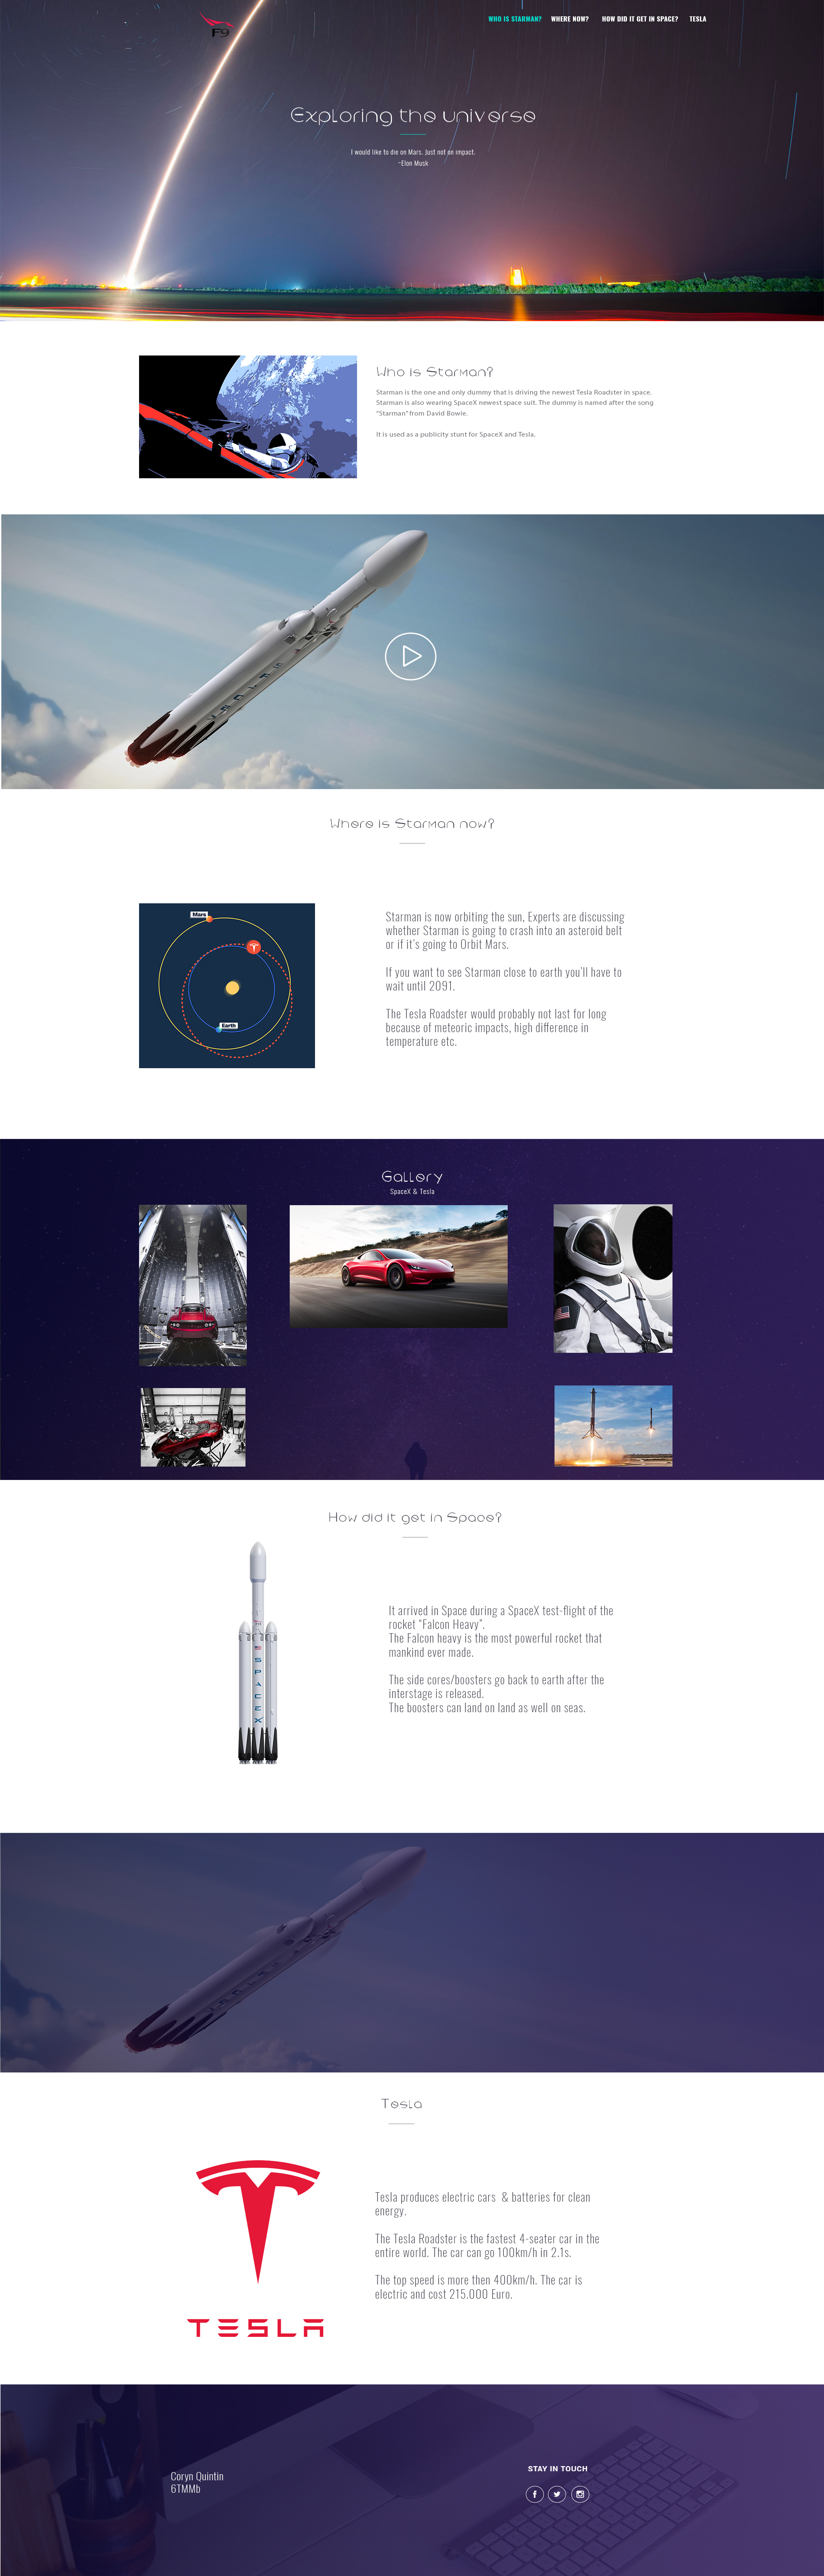 F9
WHO IS STARMAN?
WHERE NOW?
HOW DID IT GET IN SPACE?
TESLA
Exploring the universe
I would like to die on Mars. Just not on impact.
~Elon Musk
Who is Starman?
Starman is the one and only dummy that is driving the newest Tesla Roadster in space.
Starman is also wearing SpaceX newest space suit. The dummy is named after the song
"Starman" from David Bowie.
It is used as a publicity stunt for SpaceX and Tesla.
Where is Starman now?
Mars
Earth
Starman is now orbiting the sun, Experts are discussing
whether Starman is going to crash into an asteroid belt
or if it's going to Orbit Mars.
If you want to see Starman close to earth you'll have to
wait until 2091.
The Tesla Roadster would probably not last for long
because of meteoric impacts, high difference in
temperature etc.
Gallery
SpaceX & Tesla
How did it get in Space?
SPACEX
It arrived in Space during a SpaceX test-flight of the
rocket “Falcon Heavy”.
The Falcon heavy is the most powerful rocket that
mankind ever made.
The side cores/boosters go back to earth after the
interstage is released.
The boosters can land on land as well on seas.
Tesla
TESLA
Tesla produces electric cars  & batteries for clean
energy.
The Tesla Roadster is the fastest 4-seater car in the
entire world. The car can go 100km/h in 2.1s.
The top speed is more then 400km/h. The car is
electric and cost 215.000 Euro.
Coryn Quintin
6TMMb
STAY IN TOUCH